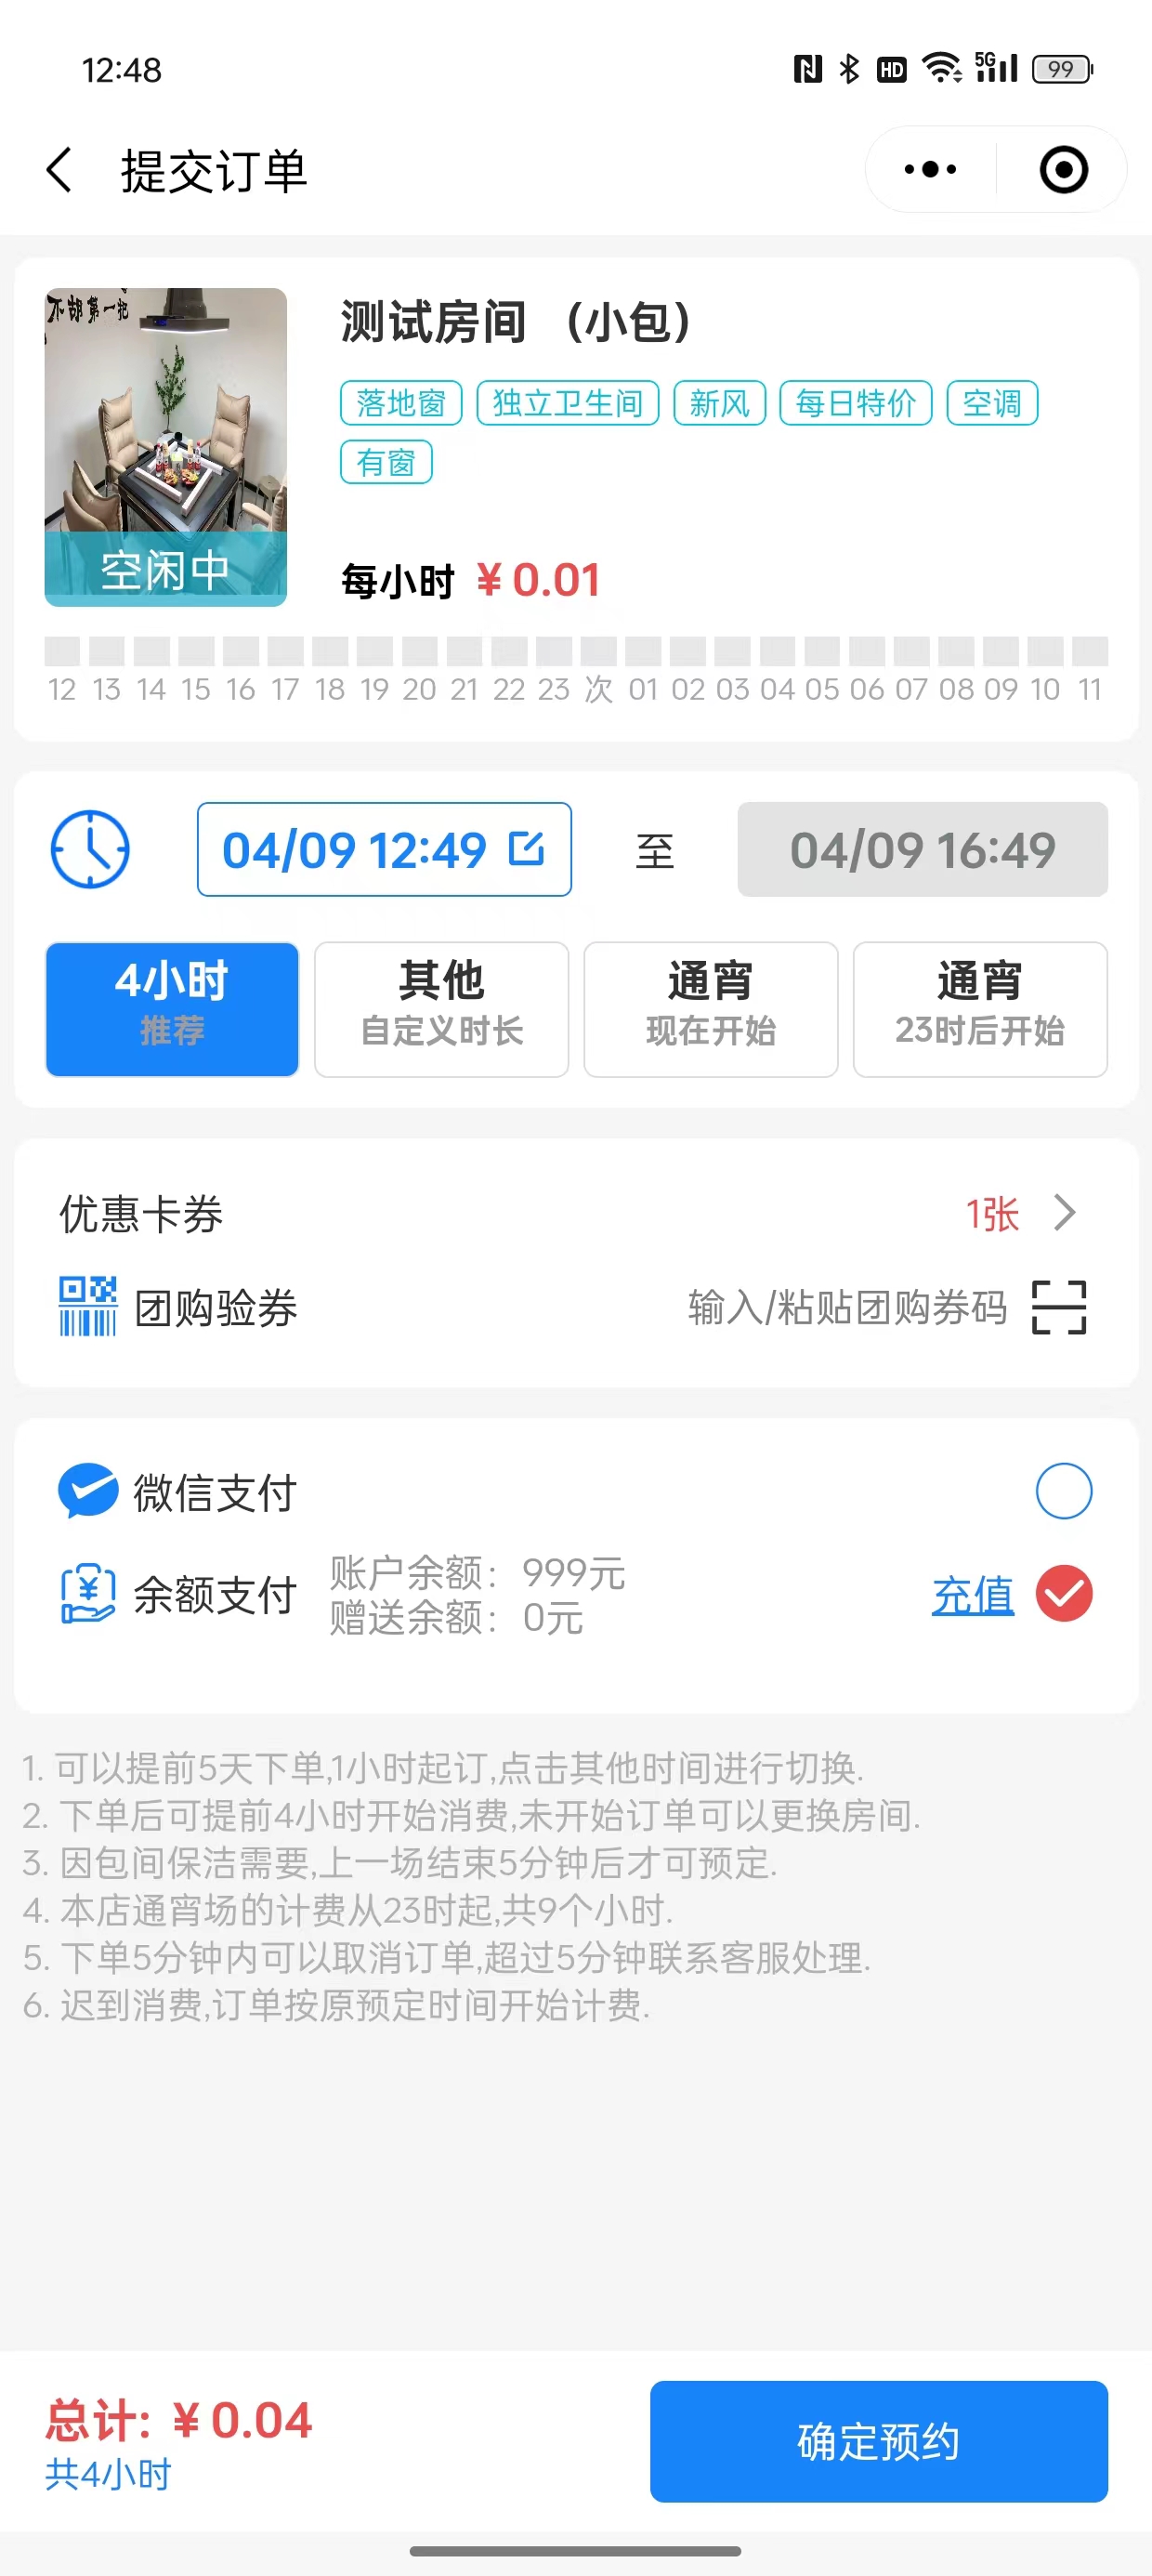 12:48
HD 5G 99
提交订单
不胡第一把
空闲中
测试房间 (小包)
落地窗 独立卫生间 新风 每日特价 空调
有窗
每小时 ¥0.01
12 13 14 15 16 17 18 19 20 21 22 23 次 01 02 03 04 05 06 07 08 09 10 11
04/09 12:49 至 04/09 16:49
4小时 其他 通宵 通宵
推荐 自定义时长 现在开始 23时后开始
优惠卡券 1张
团购验券 输入/粘贴团购券码
微信支付
余额支付 账户余额：999元 充值
赠送余额：0元
1. 可以提前5天下单,1小时起订,点击其他时间进行切换.
2. 下单后可提前4小时开始消费,未开始订单可以更换房间.
3. 因包间保洁需要,上一场结束5分钟后才可预定.
4. 本店通宵场的计费从23时起,共9个小时.
5. 下单5分钟内可以取消订单,超过5分钟联系客服处理.
6. 迟到消费,订单按原预定时间开始计费.
总计: ¥0.04
共4小时
确定预约